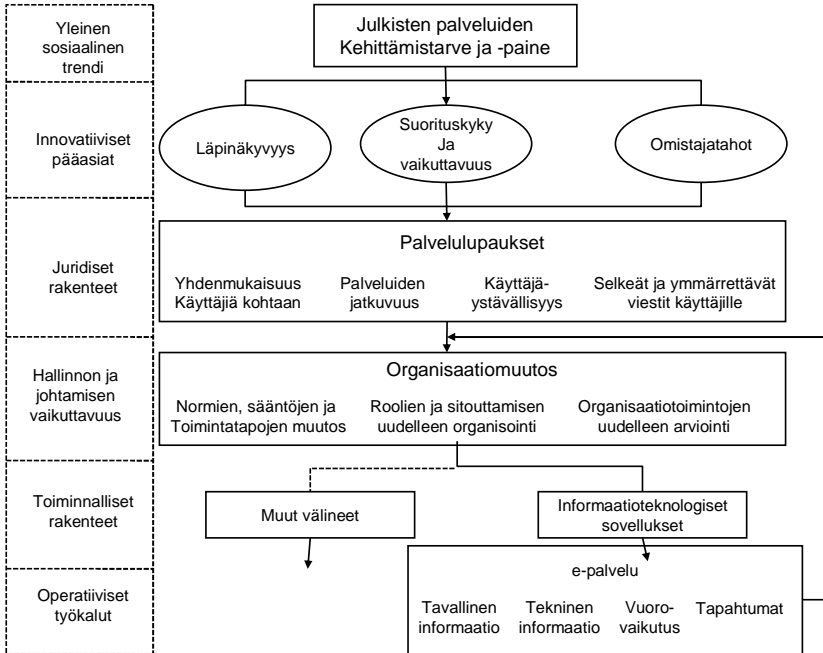 Yleinen
sosiaalinen
trendi
Julkisten palveluiden
Kehittämistarve ja -paine
Innovatiiviset
pääasiat
Läpinäkyvyys
Suorituskyky
Ja
vaikuttavuus
Omistajatahot
Juridiset
rakenteet
Palvelulupaukset
Yhdenmukaisuus
Käyttäjiä kohtaan
Palveluiden
jatkuvuus
Käyttäjä-
ystävällisyys
Selkeät ja ymmärrettävät
viestit käyttäjille
Hallinnon ja
johtamisen
vaikuttavuus
Organisaatiomuutos
Normien, sääntöjen ja
Toimintatapojen muutos
Roolien ja sitouttamisen
uudelleen organisointi
Organisaatiotoimintojen
uudelleen arviointi
Toiminnalliset
rakenteet
Muut välineet
Informaatioteknologiset
sovellukset
Operatiiviset
työkalut
e-palvelu
Tavallinen
informaatio
Tekninen
informaatio
Vuoro-
vaikutus
Tapahtumat